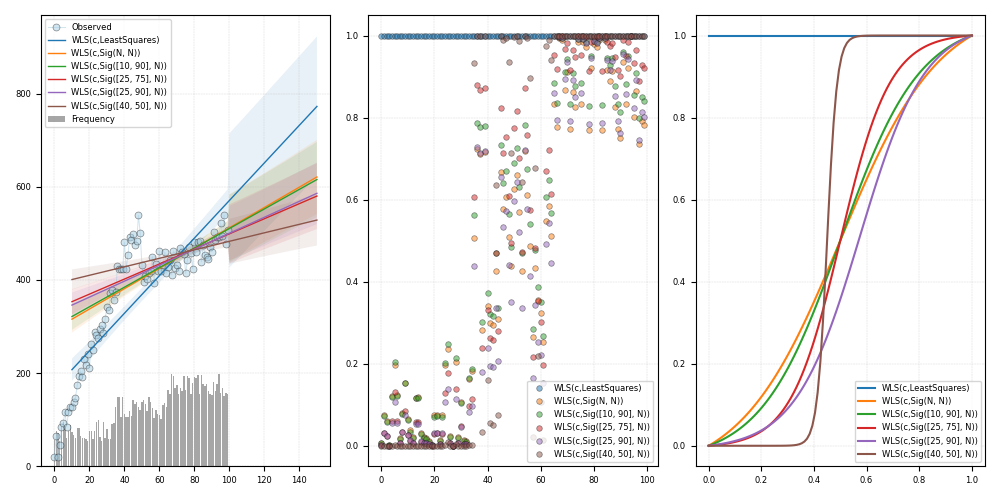 Observed
WLS(c,LeastSquares)
WLS(c,Sig(N, N))
WLS(c,Sig([10, 90], N))
WLS(c,Sig([25, 75], N))
WLS(c,Sig([25, 90], N))
WLS(c,Sig([40, 50], N))
Frequency
800
600
400
200
0
0 20 40 60 80 100 120 140
1.0
0.8
0.6
0.4
0.2
0.0
WLS(c,LeastSquares)
WLS(c,Sig(N, N))
WLS(c,Sig([10, 90], N))
WLS(c,Sig([25, 75], N))
WLS(c,Sig([25, 90], N))
WLS(c,Sig([40, 50], N))
0 20 40 60 80 100
1.0
0.8
0.6
0.4
0.2
0.0
WLS(c,LeastSquares)
WLS(c,Sig(N, N))
WLS(c,Sig([10, 90], N))
WLS(c,Sig([25, 75], N))
WLS(c,Sig([25, 90], N))
WLS(c,Sig([40, 50], N))
0.0 0.2 0.4 0.6 0.8 1.0